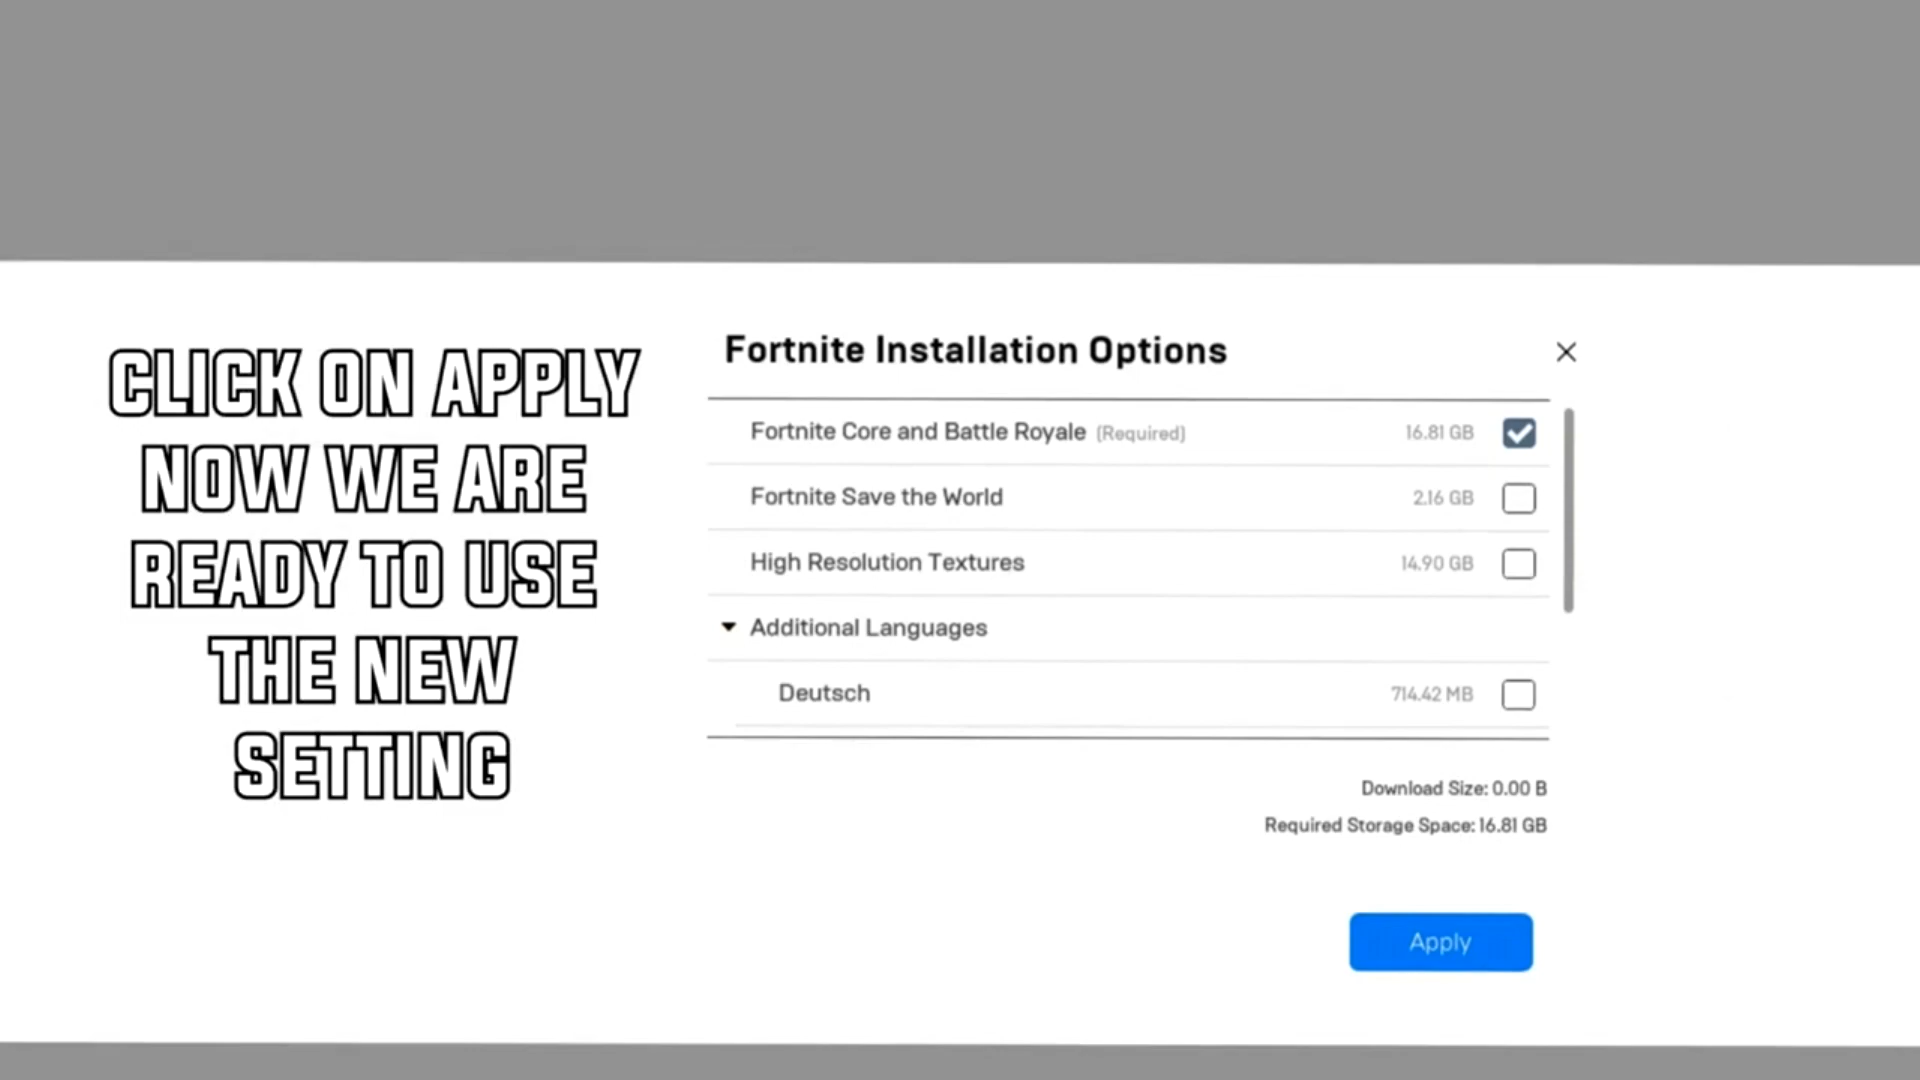 CLICK ON APPLY
NOW WE ARE
READY TO USE
THE NEW
SETTING
Fortnite Installation Options
Fortnite Core and Battle Royale (Required) 16.81 GB
Fortnite Save the World 2.16 GB
High Resolution Textures 14.90 GB
Additional Languages
Deutsch 714.42 MB
Download Size: 0.00 B
Required Storage Space: 16.81 GB
Apply